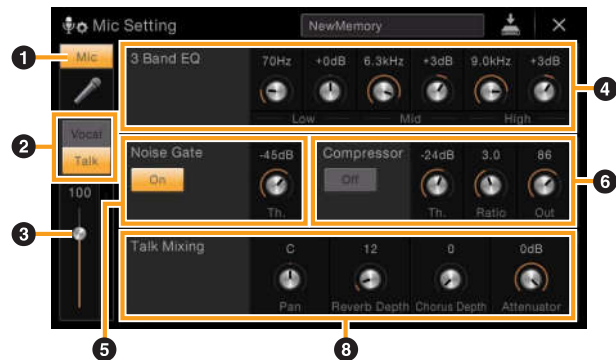 Mic Setting NewMemory
1 Mic 3 Band EQ 70Hz +0dB 6.3kHz +3dB 9.0kHz +3dB 4
Low Mid High
2 Vocal
Talk
Noise Gate -45dB Compressor -24dB 3.0 86
On Off 6
100 Th. Th. Ratio Out
3 Talk Mixing C 12 0 0dB
Pan Reverb Depth Chorus Depth Attenuator
5 8